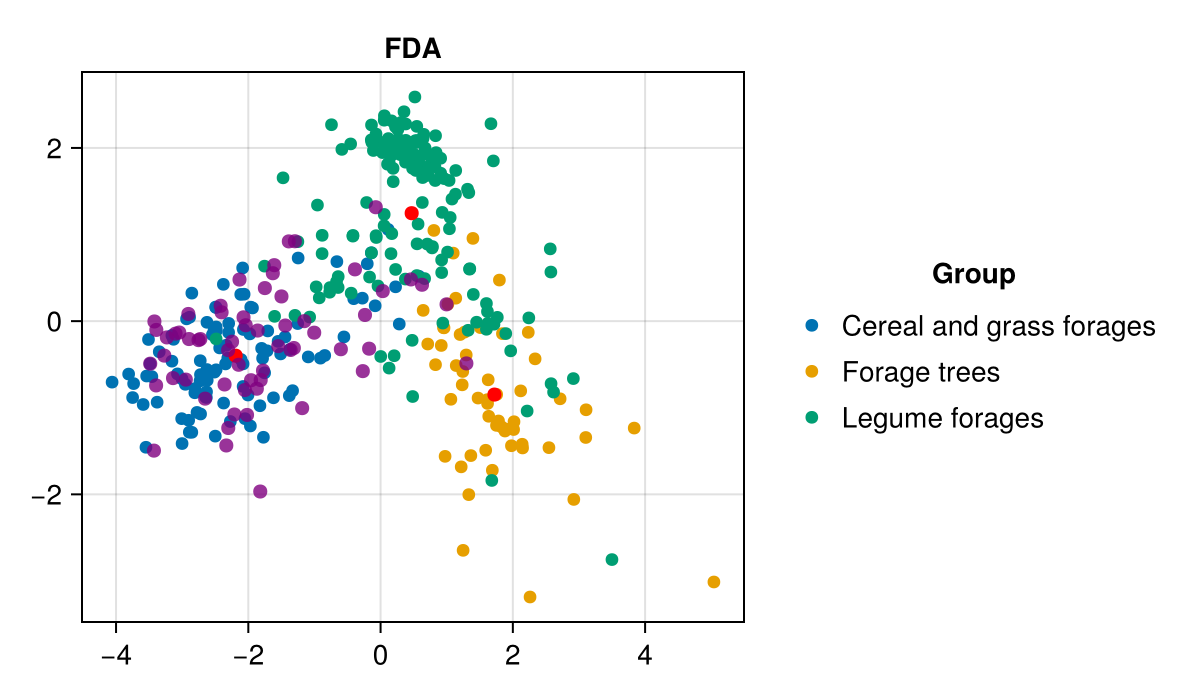 FDA
2
0
−2
−4
−2
0
2
4
Group
Cereal and grass forages
Forage trees
Legume forages